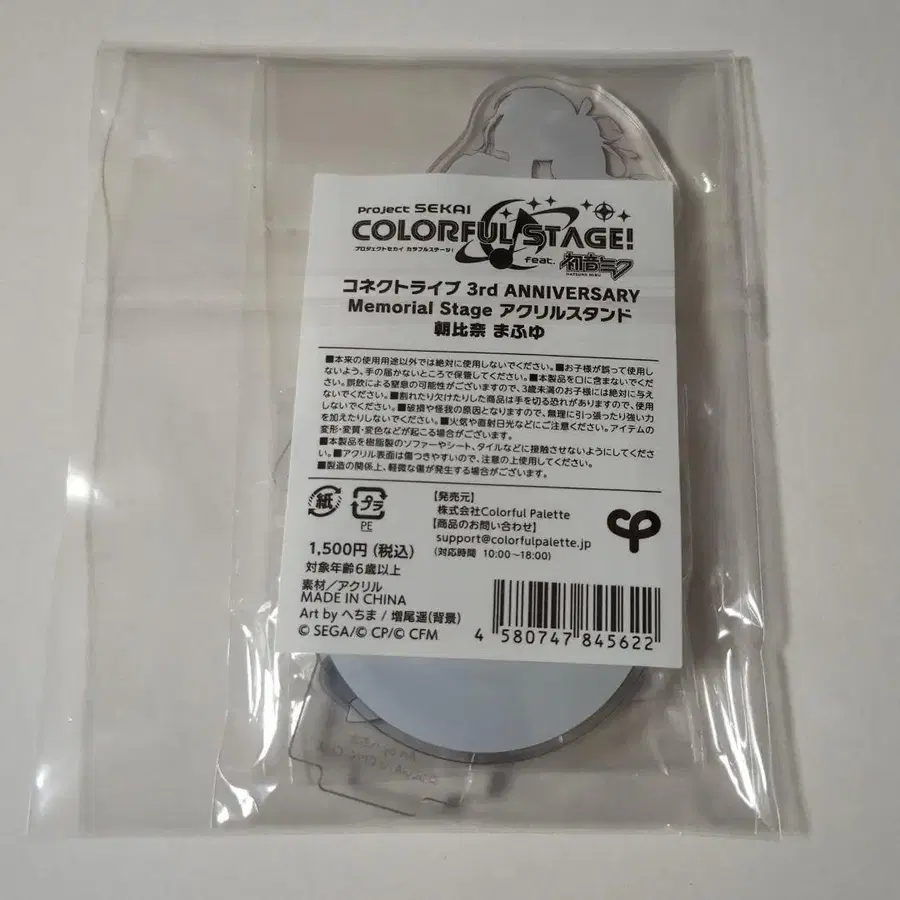 Project SEKAI
COLORFUL STAGE!
プロジェクトセカイ カラフルステージ!
feat. 初音ミク
HATSUNE MIKU
コネクトライブ 3rd ANNIVERSARY
Memorial Stage アクリルスタンド
朝比奈 まふゆ
■本来の使用用途以外では絶対に使用しないでください。■お子様が誤って使用し
ないよう、手の届かないところで保管してください。■本製品を口に含まないでくだ
さい。誤飲による窒息の可能性がございますので、3歳未満のお子様には絶対に与え
ないでください。■割れたり欠けたりした商品は手を切る恐れがありますので、使用
しないでください。■破損や怪我の原因となりますので、無理に引っ張ったり強い力
を加えたりしないでください。■火気や直射日光などにご注意ください。アイテムの
変形・変質・変色などが起こる場合がございます。
■本製品を樹脂製のソファーやシート、タイルなどに接触させないようにしてくださ
い。■アクリル表面は傷つきやすいので、注意の上使用してください。
■製造の関係上、軽微な傷が発生する場合がございます。
紙
プラ
PE
【発売元】
株式会社Colorful Palette
【商品のお問い合わせ】
support@colorfulpalette.jp
(対応時間 10:00～18:00)
cp
1,500円(税込)
対象年齢6歳以上
素材/アクリル
MADE IN CHINA
Art by へちま / 増尾遥(背景)
© SEGA/© CP/© CFM
4 580747 845622